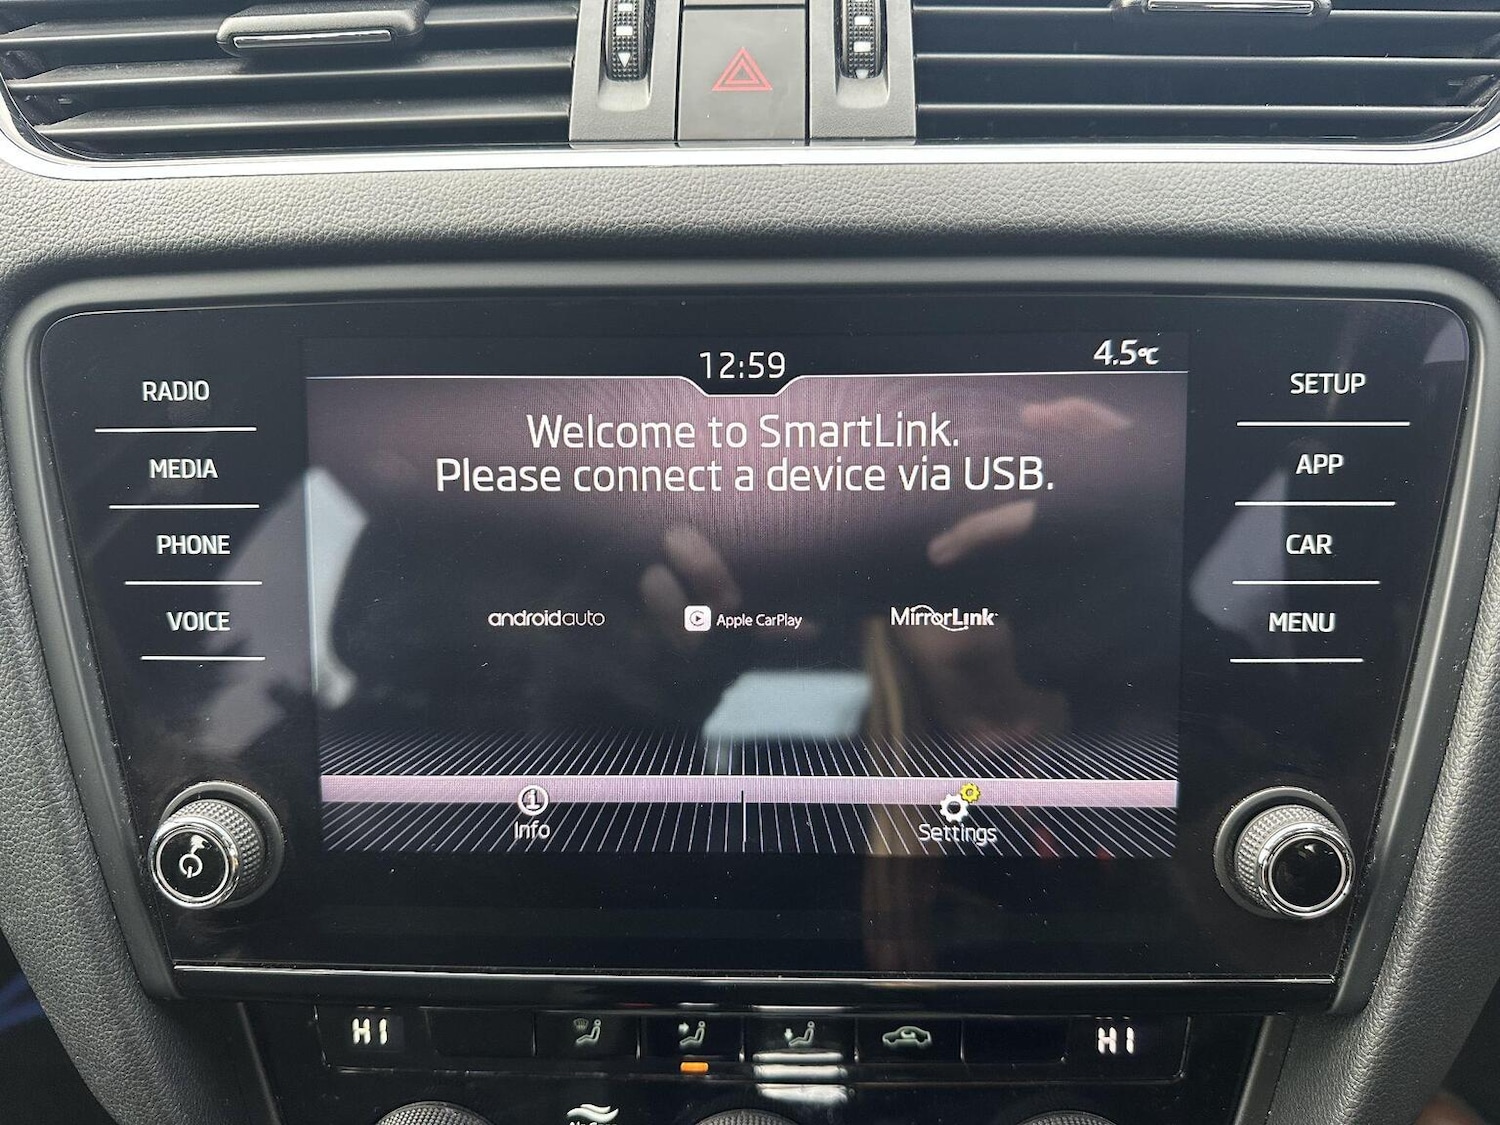 12:59
4.5°C
RADIO
MEDIA
PHONE
VOICE
Welcome to SmartLink.
Please connect a device via USB.
androidauto
Apple CarPlay
MirrorLink
Info
Settings
SETUP
APP
CAR
MENU
HI
HI